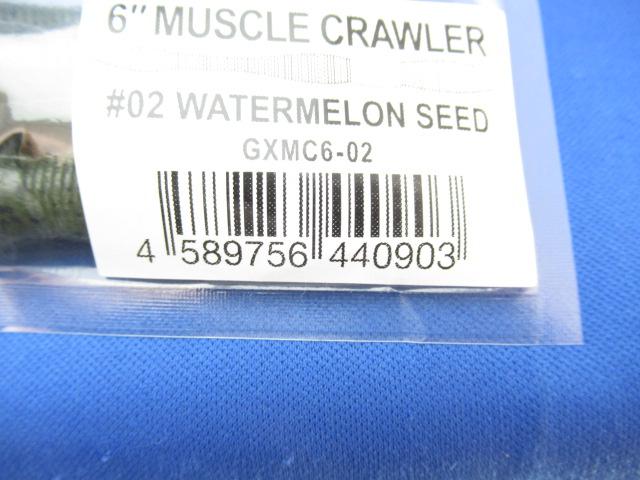 6" MUSCLE CRAWLER
#02 WATERMELON SEED
GXMC6-02
4 589756 440903